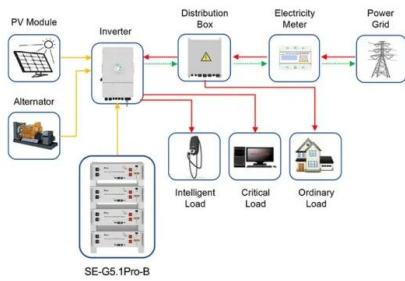 PV Module
Inverter
Distribution
Box
Electricity
Meter
Power
Grid
Alternator
Intelligent
Load
Critical
Load
Ordinary
Load
SE-G5.1Pro-B